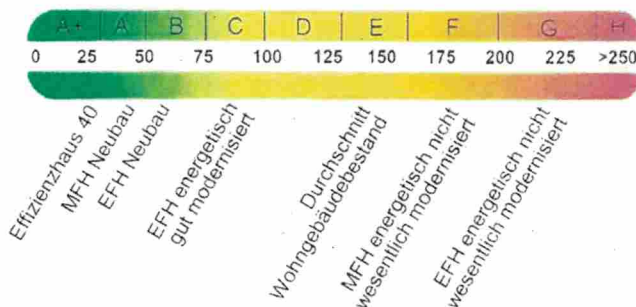 A+ A B C D E F G H
0 25 50 75 100 125 150 175 200 225 >250
Effizienzhaus 40
MFH Neubau
EFH Neubau
EFH energetisch
gut modernisiert
Durchschnitt
Wohngebäudebestand
MFH energetisch nicht
wesentlich modernisiert
EFH energetisch nicht
wesentlich modernisiert